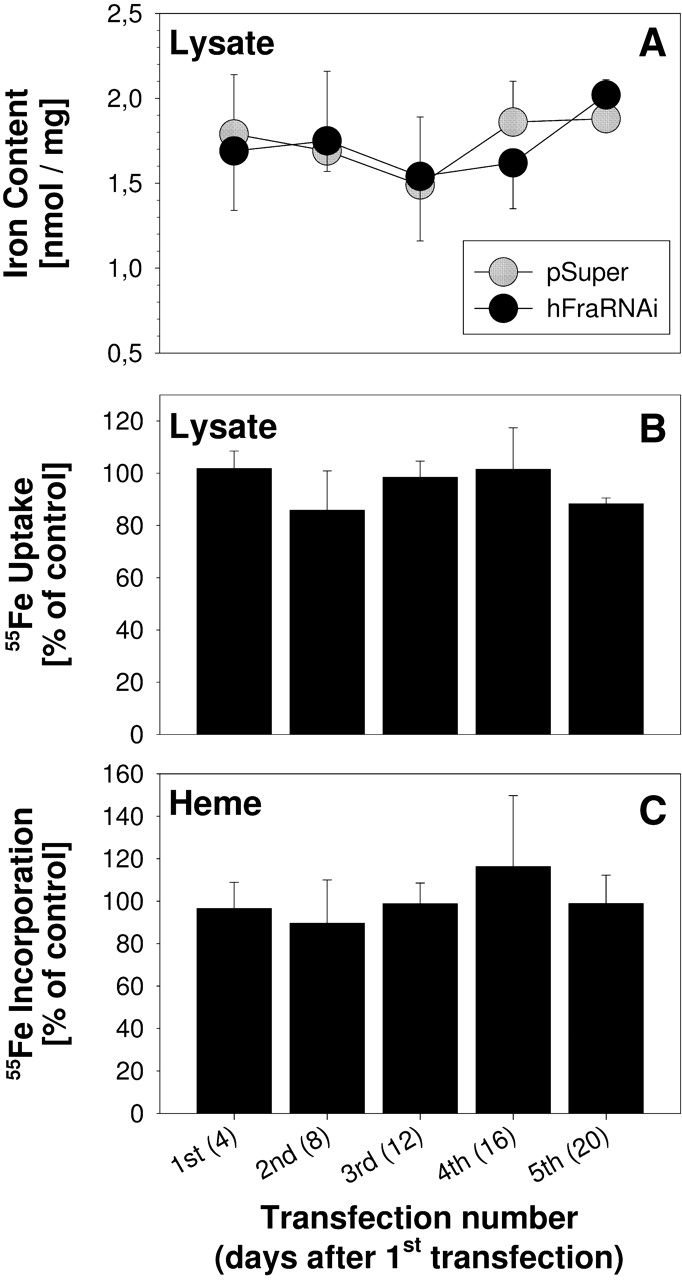 Lysate
A
Iron Content
[nmol / mg]
2,5
2,0
1,5
1,0
0,5
pSuper
hFraRNAi
Lysate
B
55Fe Uptake
[% of control]
120
100
80
60
40
20
0
Heme
C
55Fe Incorporation
[% of control]
160
140
120
100
80
60
40
20
0
1st (4)
2nd (8)
3rd (12)
4th (16)
5th (20)
Transfection number
(days after 1st transfection)